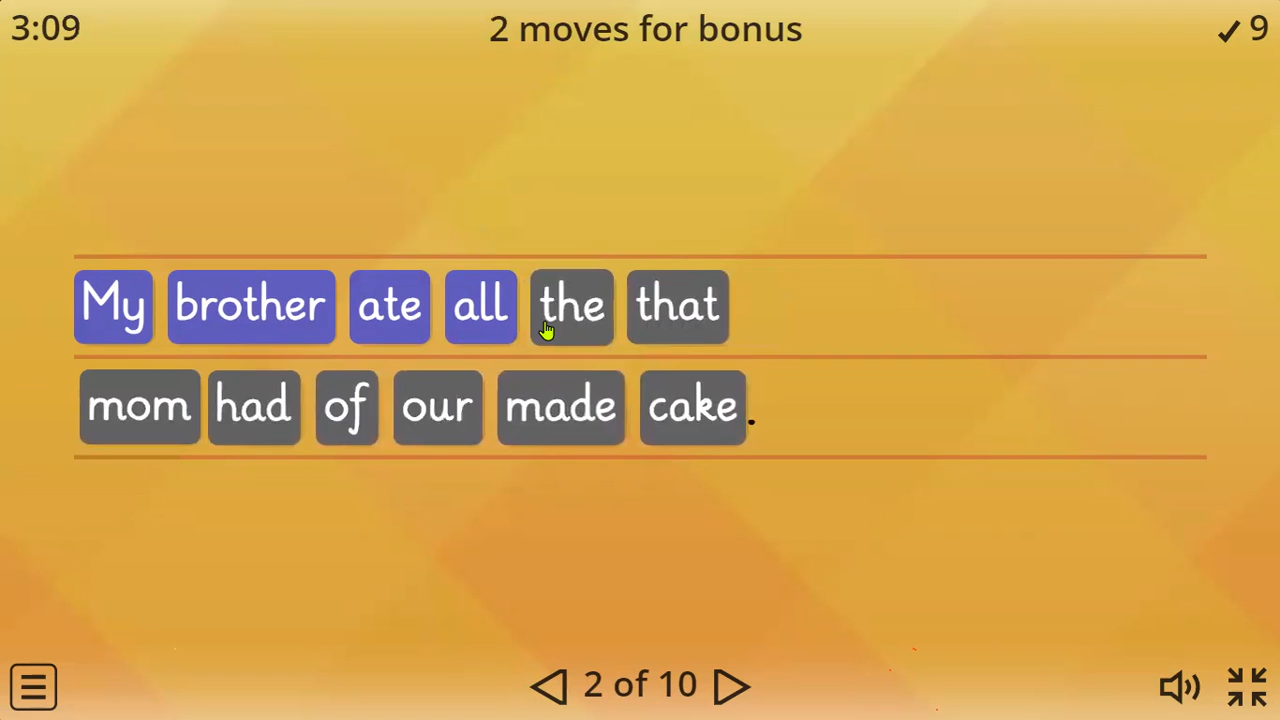 3:09 2 moves for bonus ✓ 9
My brother ate all the that
mom had of our made cake.
2 of 10